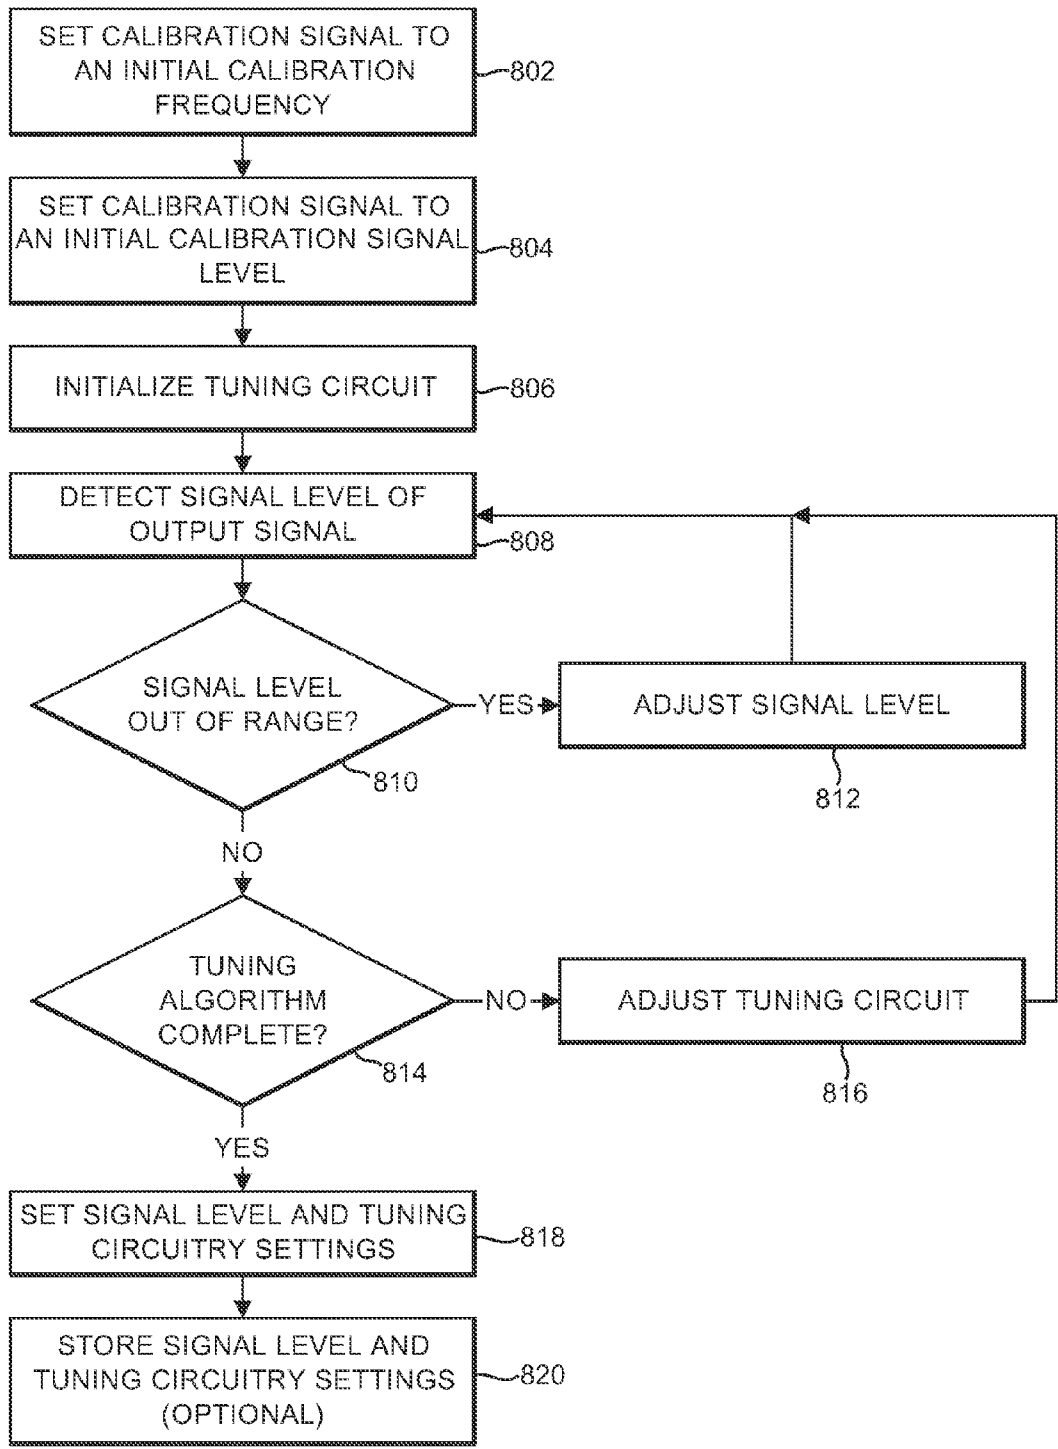 SET CALIBRATION SIGNAL TO
AN INITIAL CALIBRATION
FREQUENCY
802
SET CALIBRATION SIGNAL TO
AN INITIAL CALIBRATION SIGNAL
LEVEL
804
INITIALIZE TUNING CIRCUIT
806
DETECT SIGNAL LEVEL OF
OUTPUT SIGNAL
808
SIGNAL LEVEL
OUT OF RANGE?
810
YES
ADJUST SIGNAL LEVEL
812
NO
TUNING
ALGORITHM
COMPLETE?
814
NO
ADJUST TUNING CIRCUIT
816
YES
SET SIGNAL LEVEL AND TUNING
CIRCUITRY SETTINGS
818
STORE SIGNAL LEVEL AND
TUNING CIRCUITRY SETTINGS
(OPTIONAL)
820